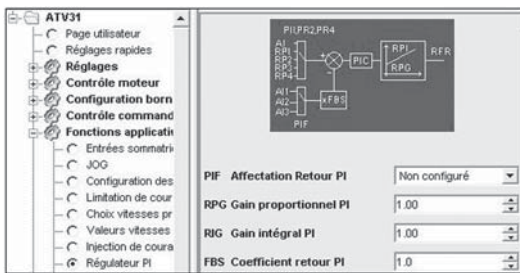 ATV31
Page utilisateur
Réglages rapides
Réglages
Contrôle moteur
Configuration born
Contrôle command
Fonctions applicati
Entrées sommatri
JOG
Configuration des
Limitation de cour
Choix vitesses pr
Valeurs vitesses
Injection de coura
Régulateur PI
PII,PR2,PR4
AI
RPI
RP2
RP3
RP4
PIC
RPI
RPG
RFR
AI1
AI2
AI3
xFBS
PIF
PIF Affectation Retour PI Non configuré
RPG Gain proportionnel PI 1.00
RIG Gain intégral PI 1.00
FBS Coefficient retour PI 1.0